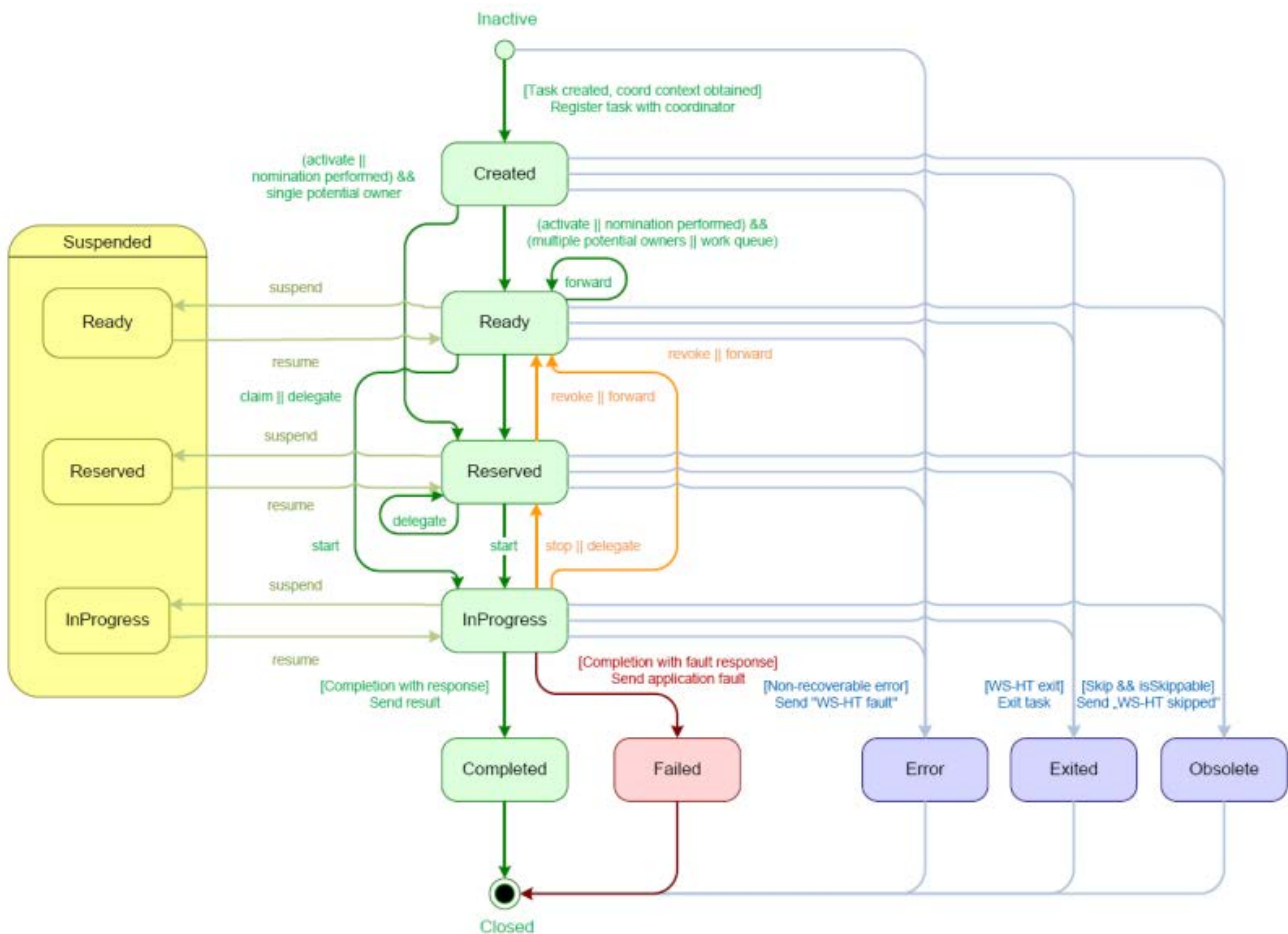 Inactive
[Task created, coord context obtained]
Register task with coordinator
(activate ||
nomination performed) &&
single potential owner
Created
(activate || nomination performed) &&
(multiple potential owners || work queue)
Suspended
forward
suspend
Ready
Ready
resume
revoke || forward
claim || delegate
revoke || forward
suspend
Reserved
Reserved
resume
delegate
start
start
stop || delegate
suspend
InProgress
InProgress
resume
[Completion with response]
Send result
[Completion with fault response]
Send application fault
[Non-recoverable error]
Send "WS-HT fault"
[WS-HT exit]
Exit task
[Skip && isSkippable]
Send „WS-HT skipped"
Completed
Failed
Error
Exited
Obsolete
Closed